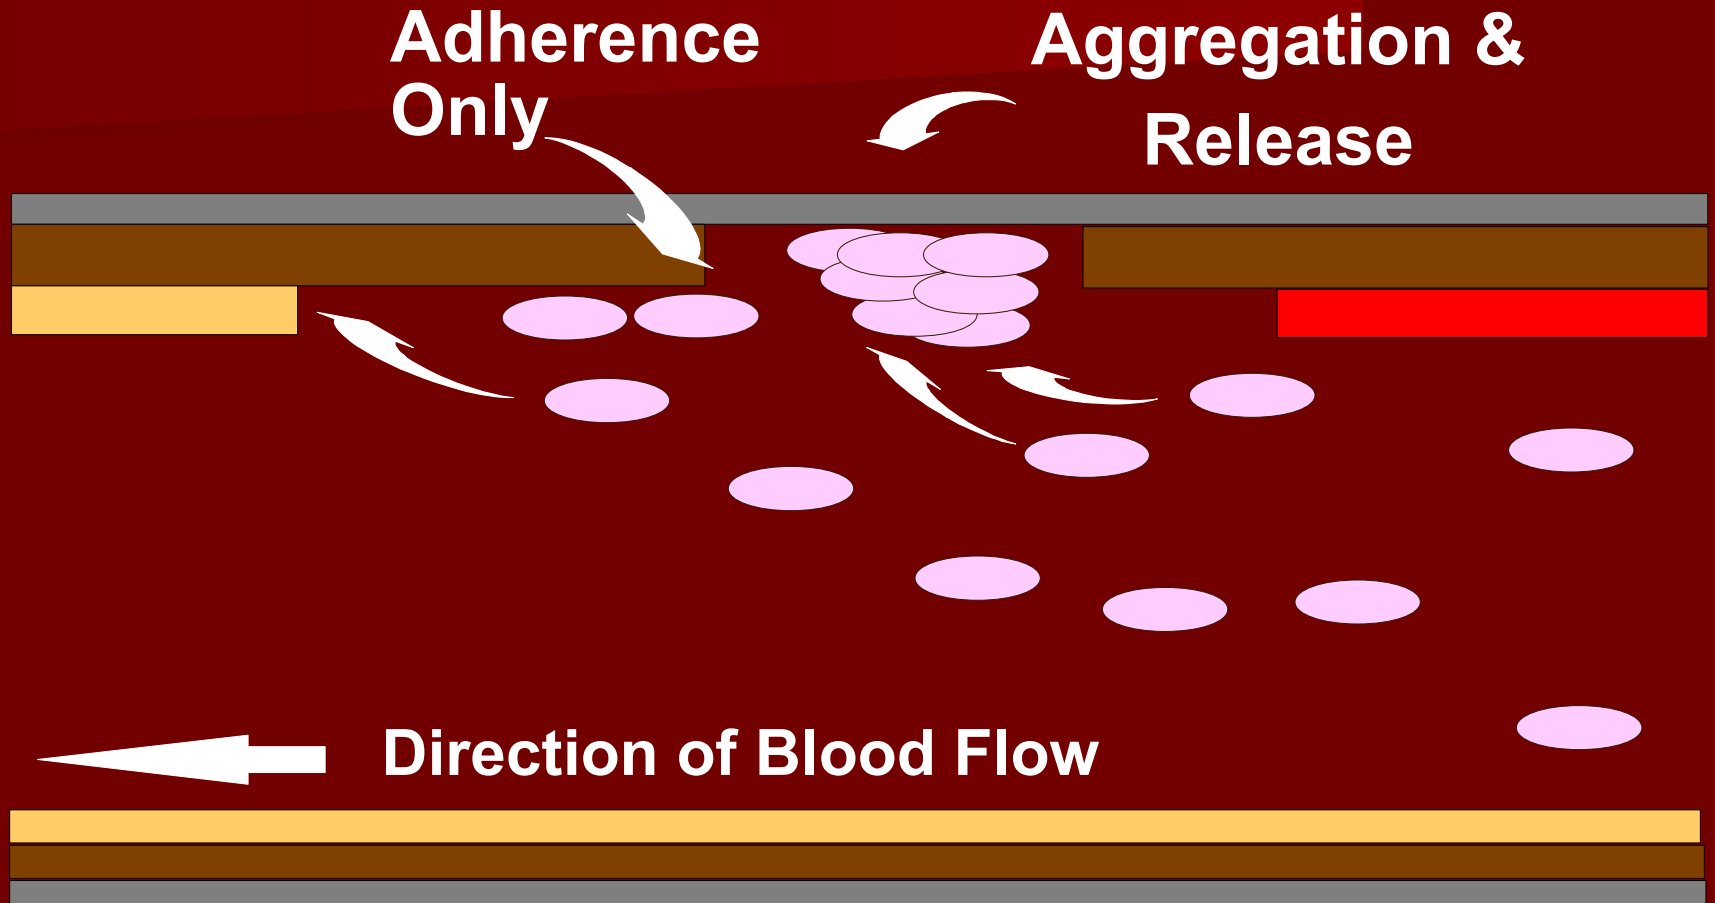 Adherence
Only
Aggregation &
Release
Direction of Blood Flow